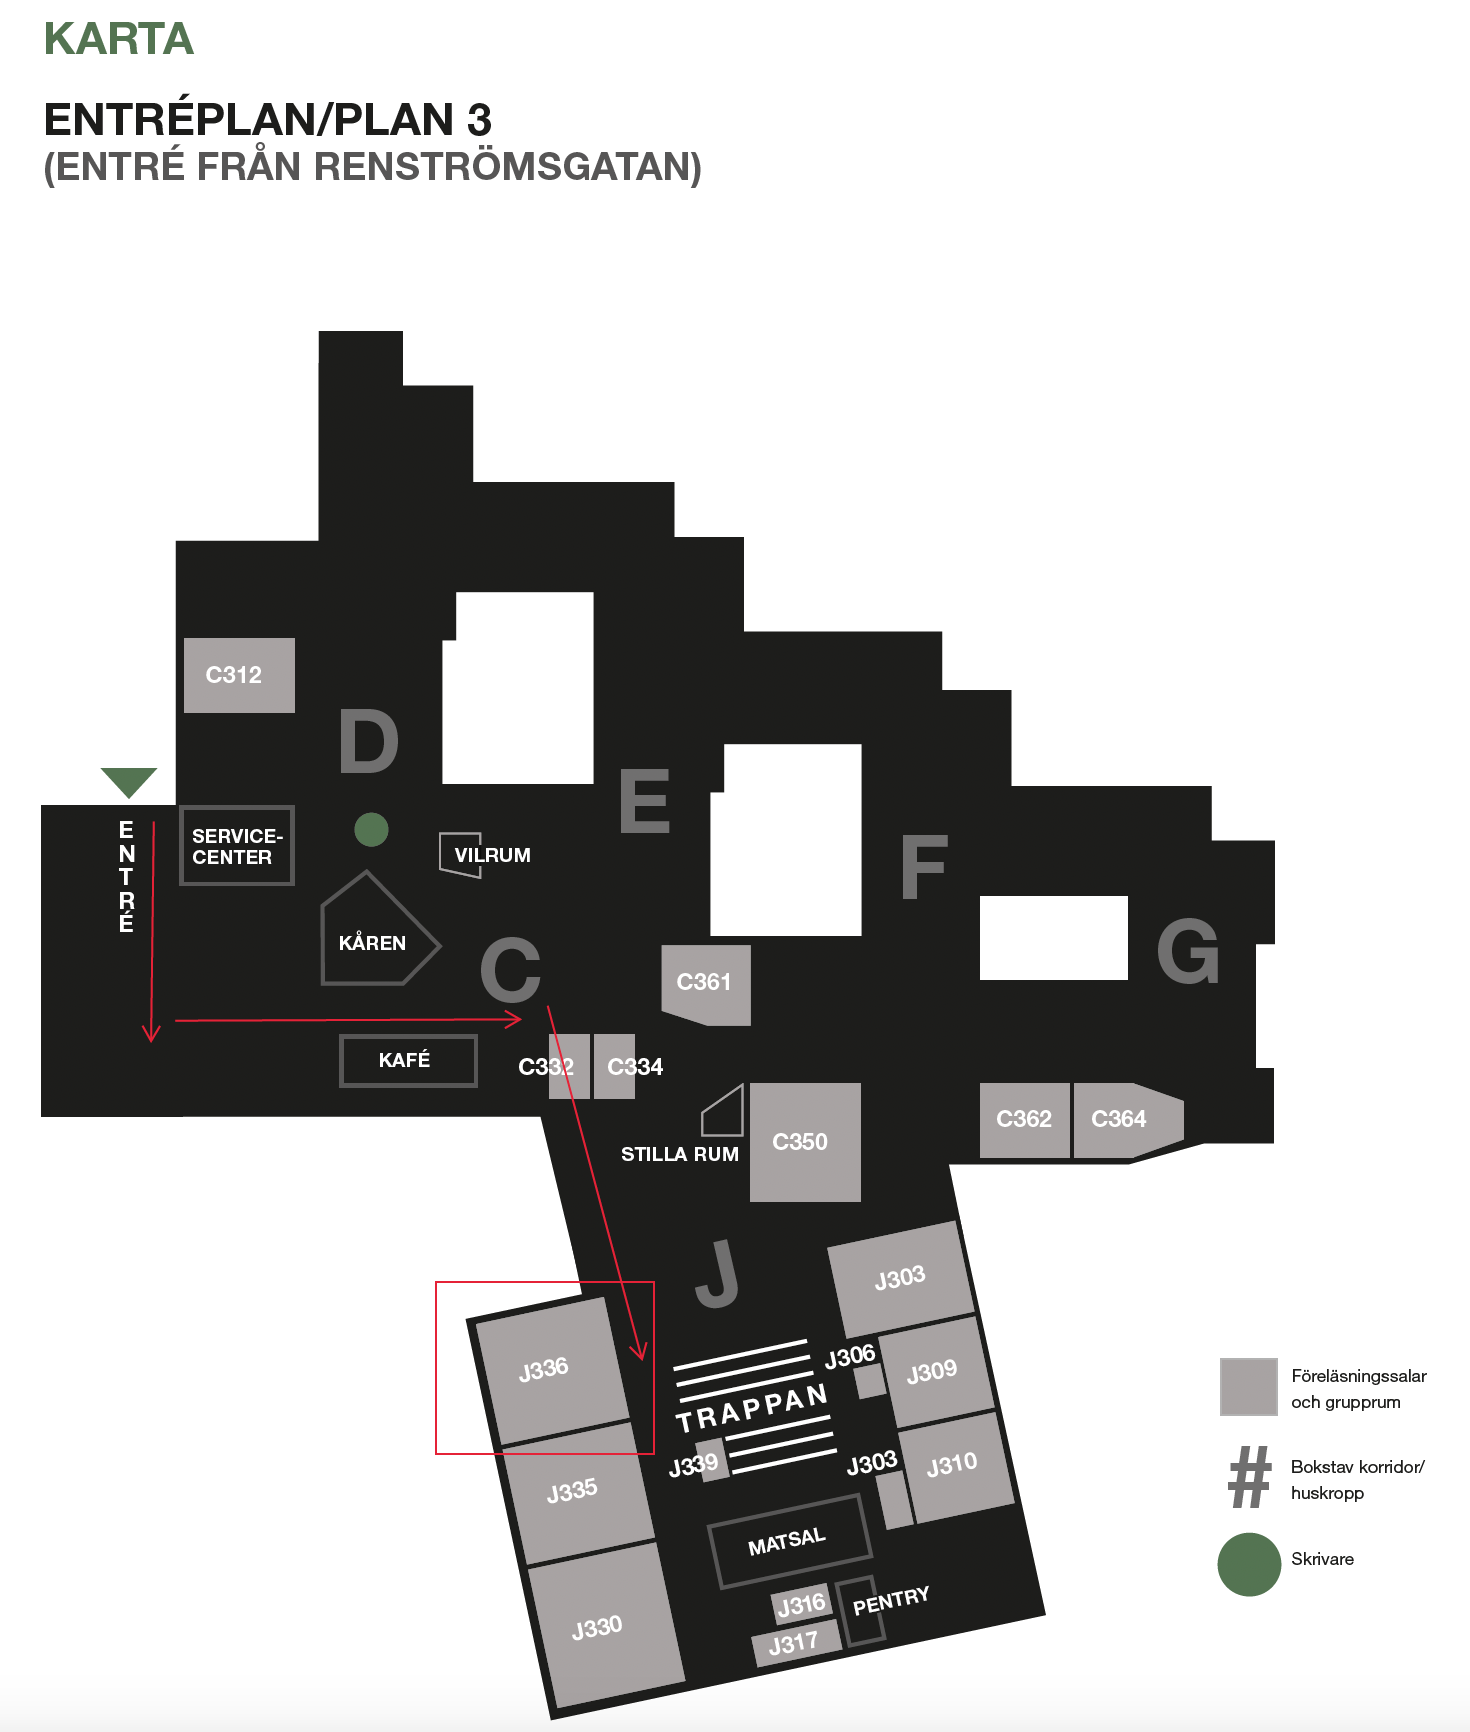 KARTA
ENTRÉPLAN/PLAN 3
(ENTRÉ FRÅN RENSTRÖMSGATAN)
C312
D
E
F
G
ENTRÉ
SERVICE-
CENTER
VILRUM
KÅREN
C
C361
KAFÉ
C332
C334
STILLA RUM
C350
C362
C364
J
J303
J336
J306
J309
TRAPPAN
J339
J303
J310
J335
MATSAL
J316
PENTRY
J330
J317
Föreläsningssalar
och grupprum
#
Bokstav korridor/
huskropp
Skrivare